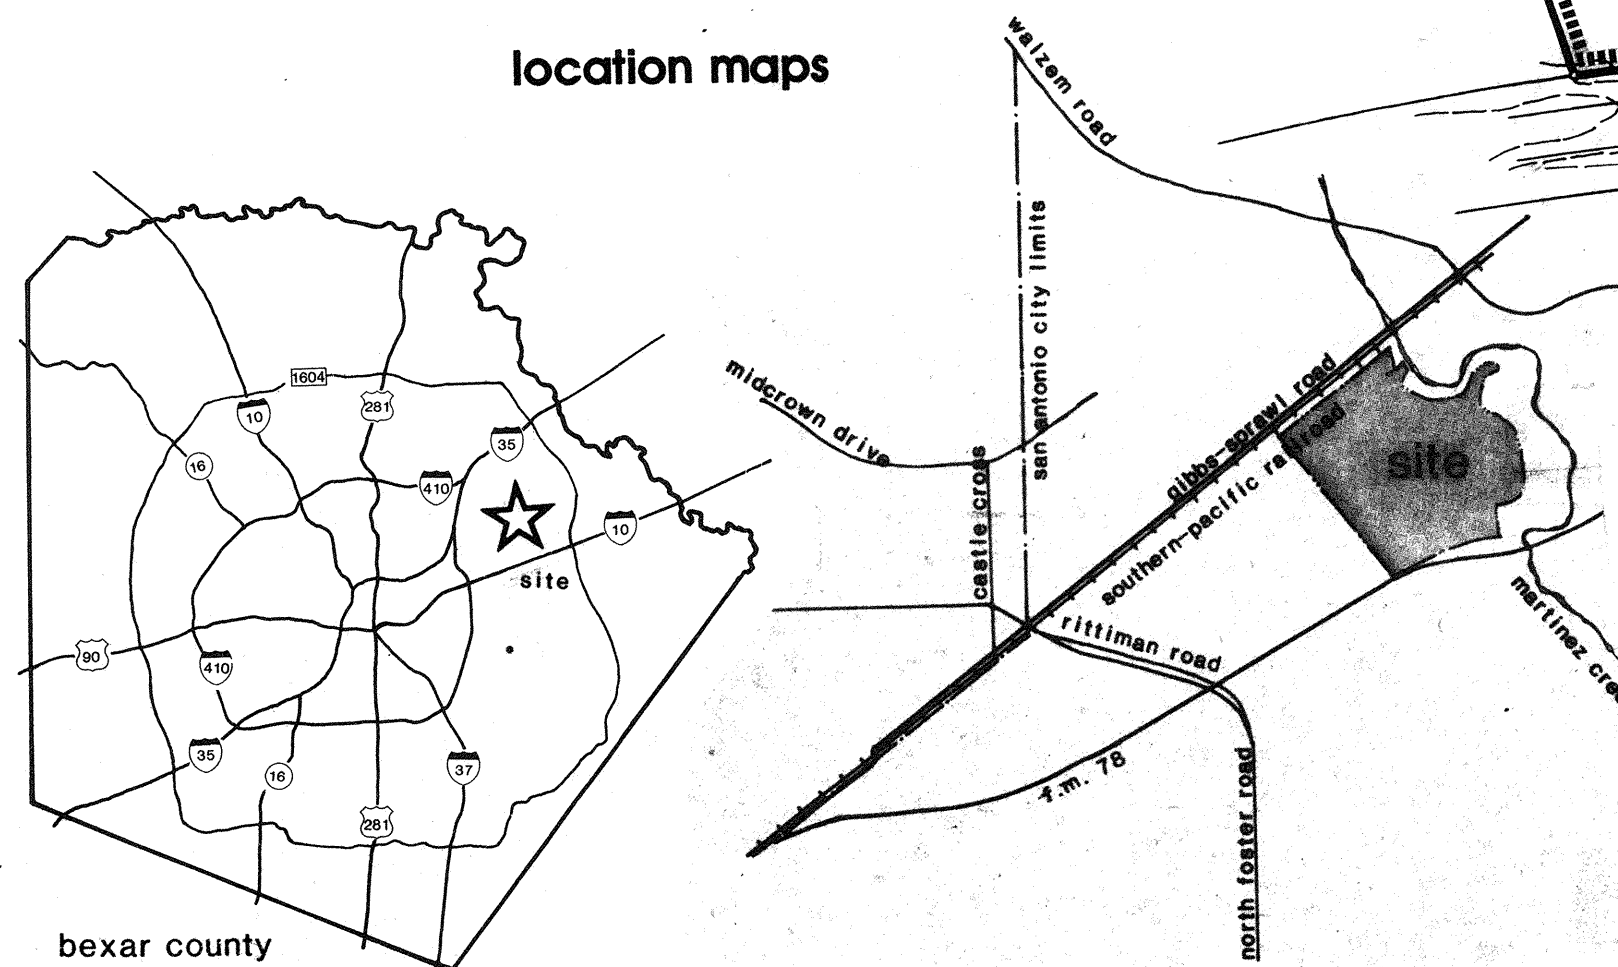 location maps
walzem road
san antonio city limits
1604
10
281
35
16
410
10
site
90
410
35
16
37
281
bexar county
midcrown drive
castle cross
gibbs-sprawl road
southern-pacific railroad
site
rittiman road
f.m. 78
north foster road
martinez cree